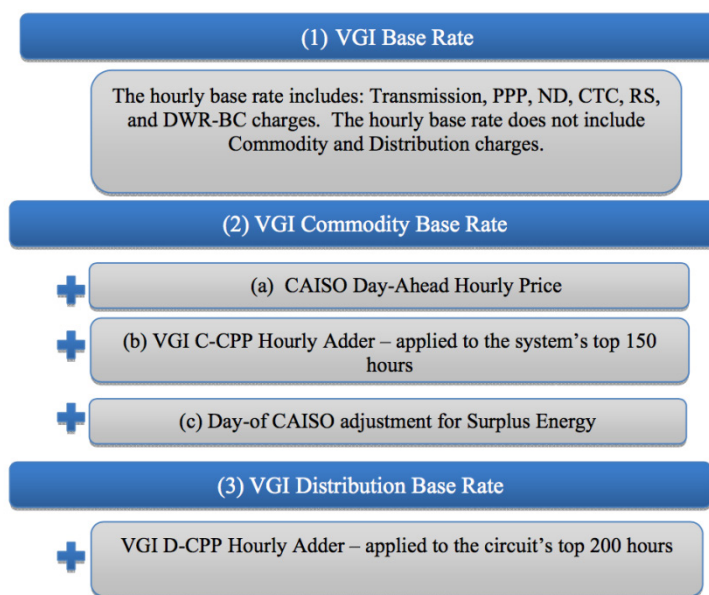 (1) VGI Base Rate
The hourly base rate includes: Transmission, PPP, ND, CTC, RS,
and DWR-BC charges.  The hourly base rate does not include
Commodity and Distribution charges.
(2) VGI Commodity Base Rate
(a)  CAISO Day-Ahead Hourly Price
(b) VGI C-CPP Hourly Adder – applied to the system's top 150
hours
(c) Day-of CAISO adjustment for Surplus Energy
(3) VGI Distribution Base Rate
VGI D-CPP Hourly Adder – applied to the circuit's top 200 hours